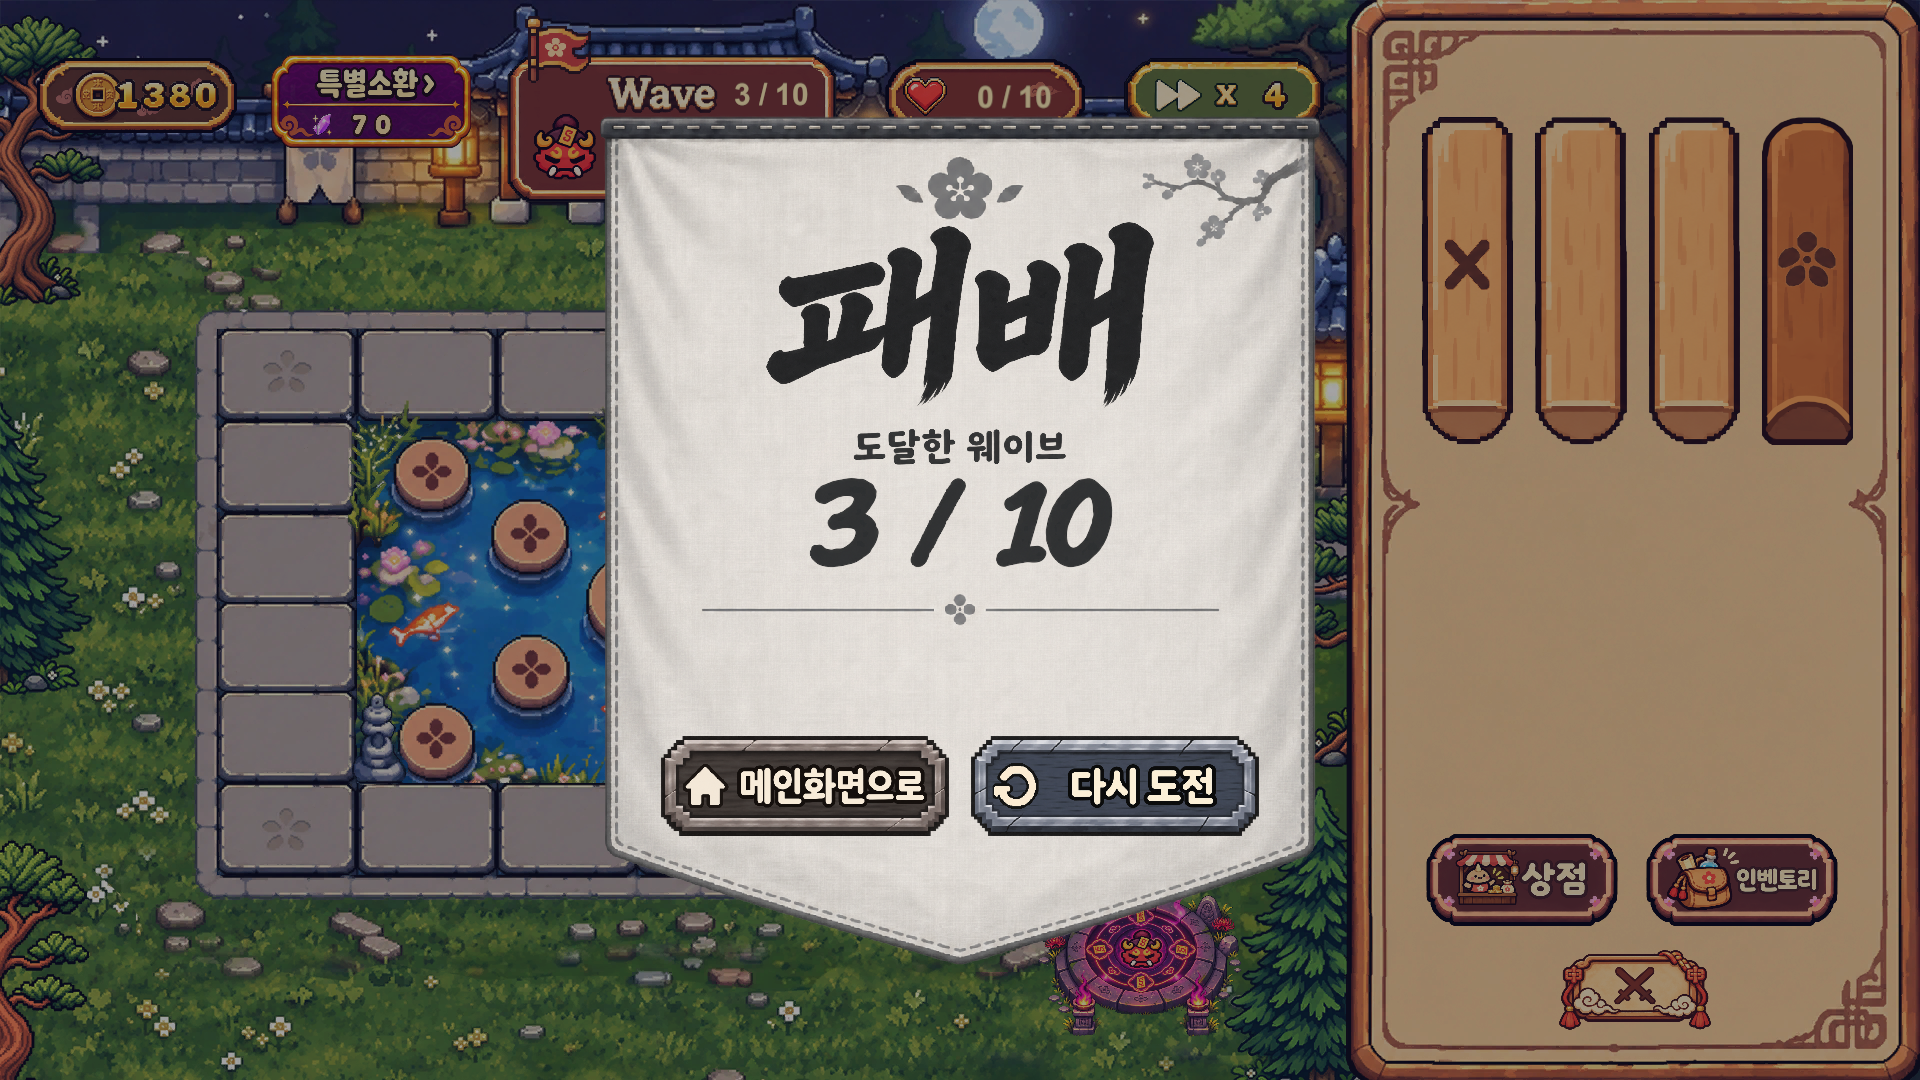 1380
특별소환>
70
Wave 3 / 10
0 / 10
X 4
패배
도달한 웨이브
3 / 10
메인화면으로
다시 도전
상점
인벤토리